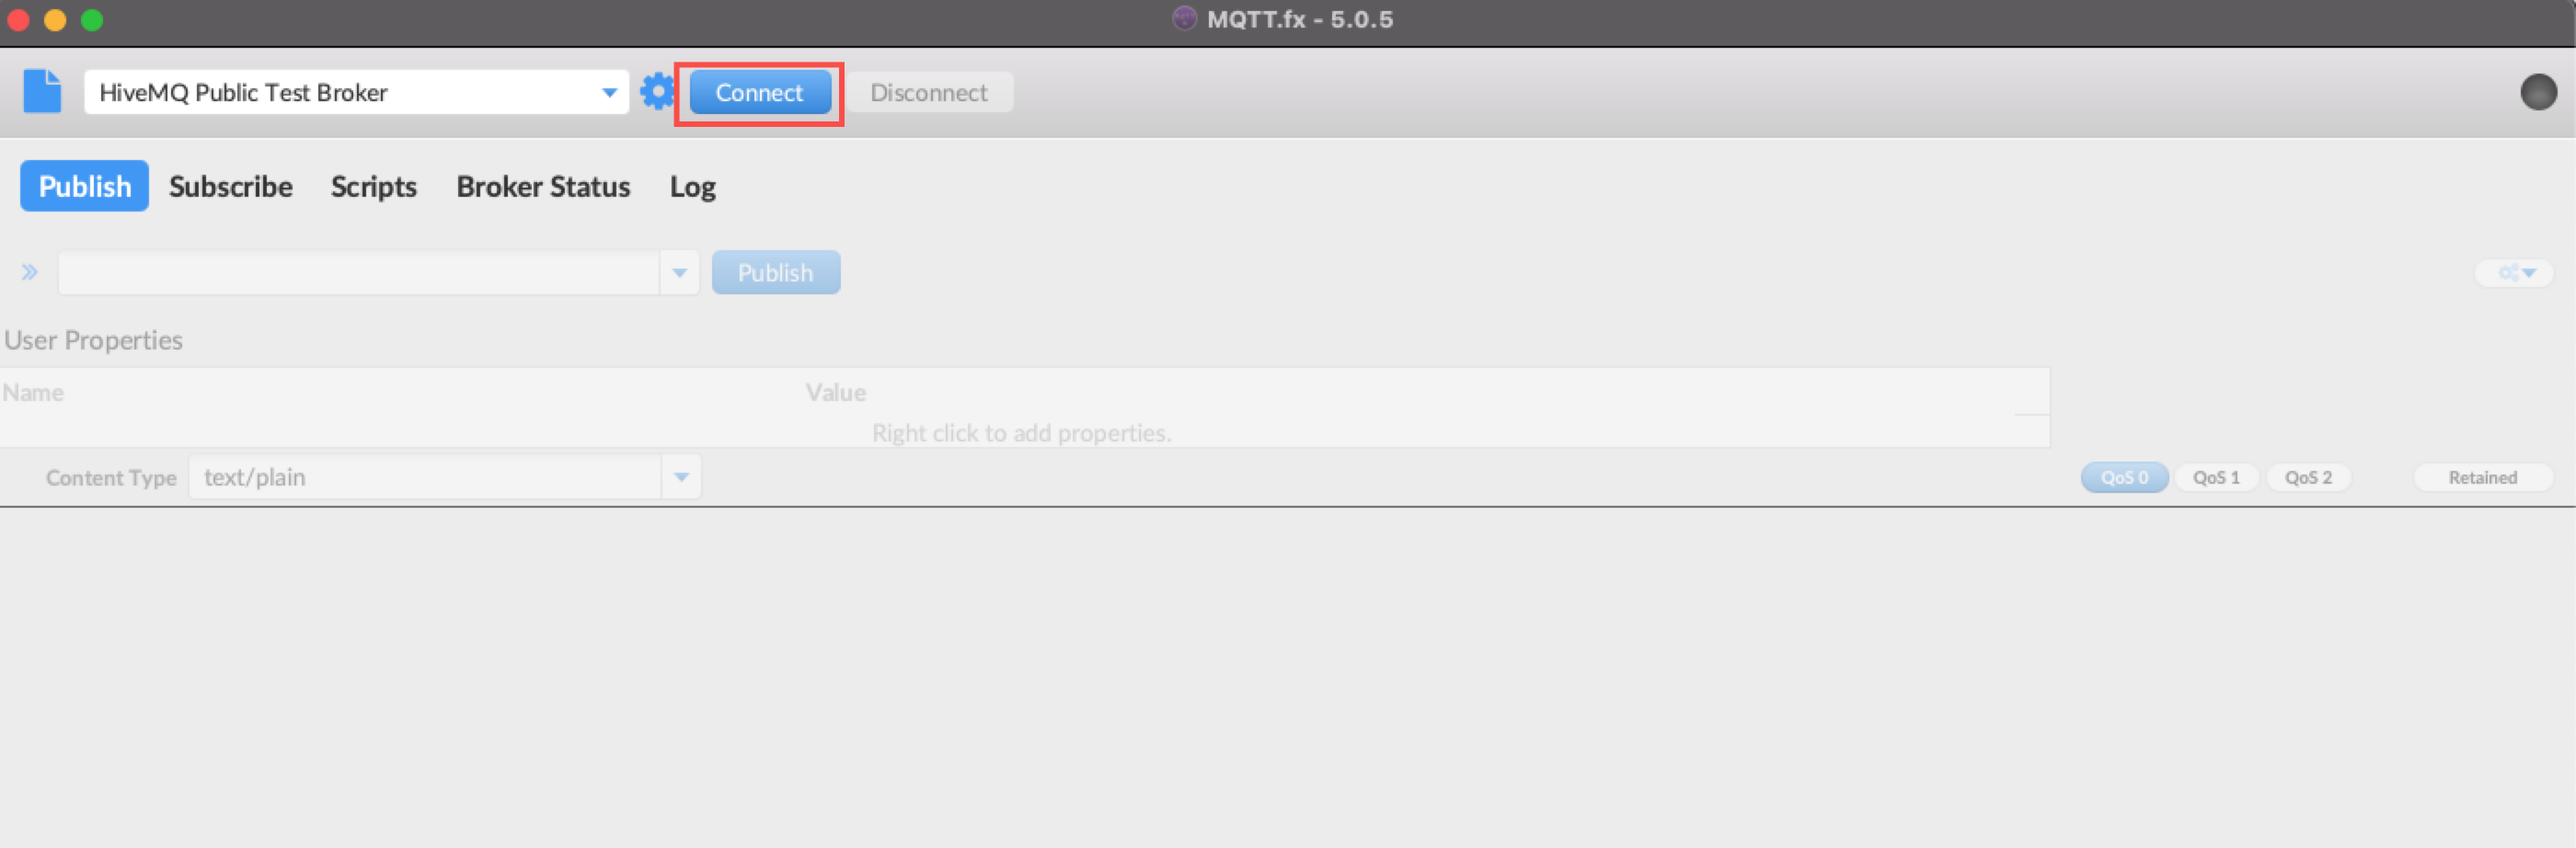 MQTT.fx - 5.0.5
HiveMQ Public Test Broker Connect Disconnect
Publish Subscribe Scripts Broker Status Log
Publish
User Properties
Name Value
Right click to add properties.
Content Type text/plain QoS 0 QoS 1 QoS 2 Retained